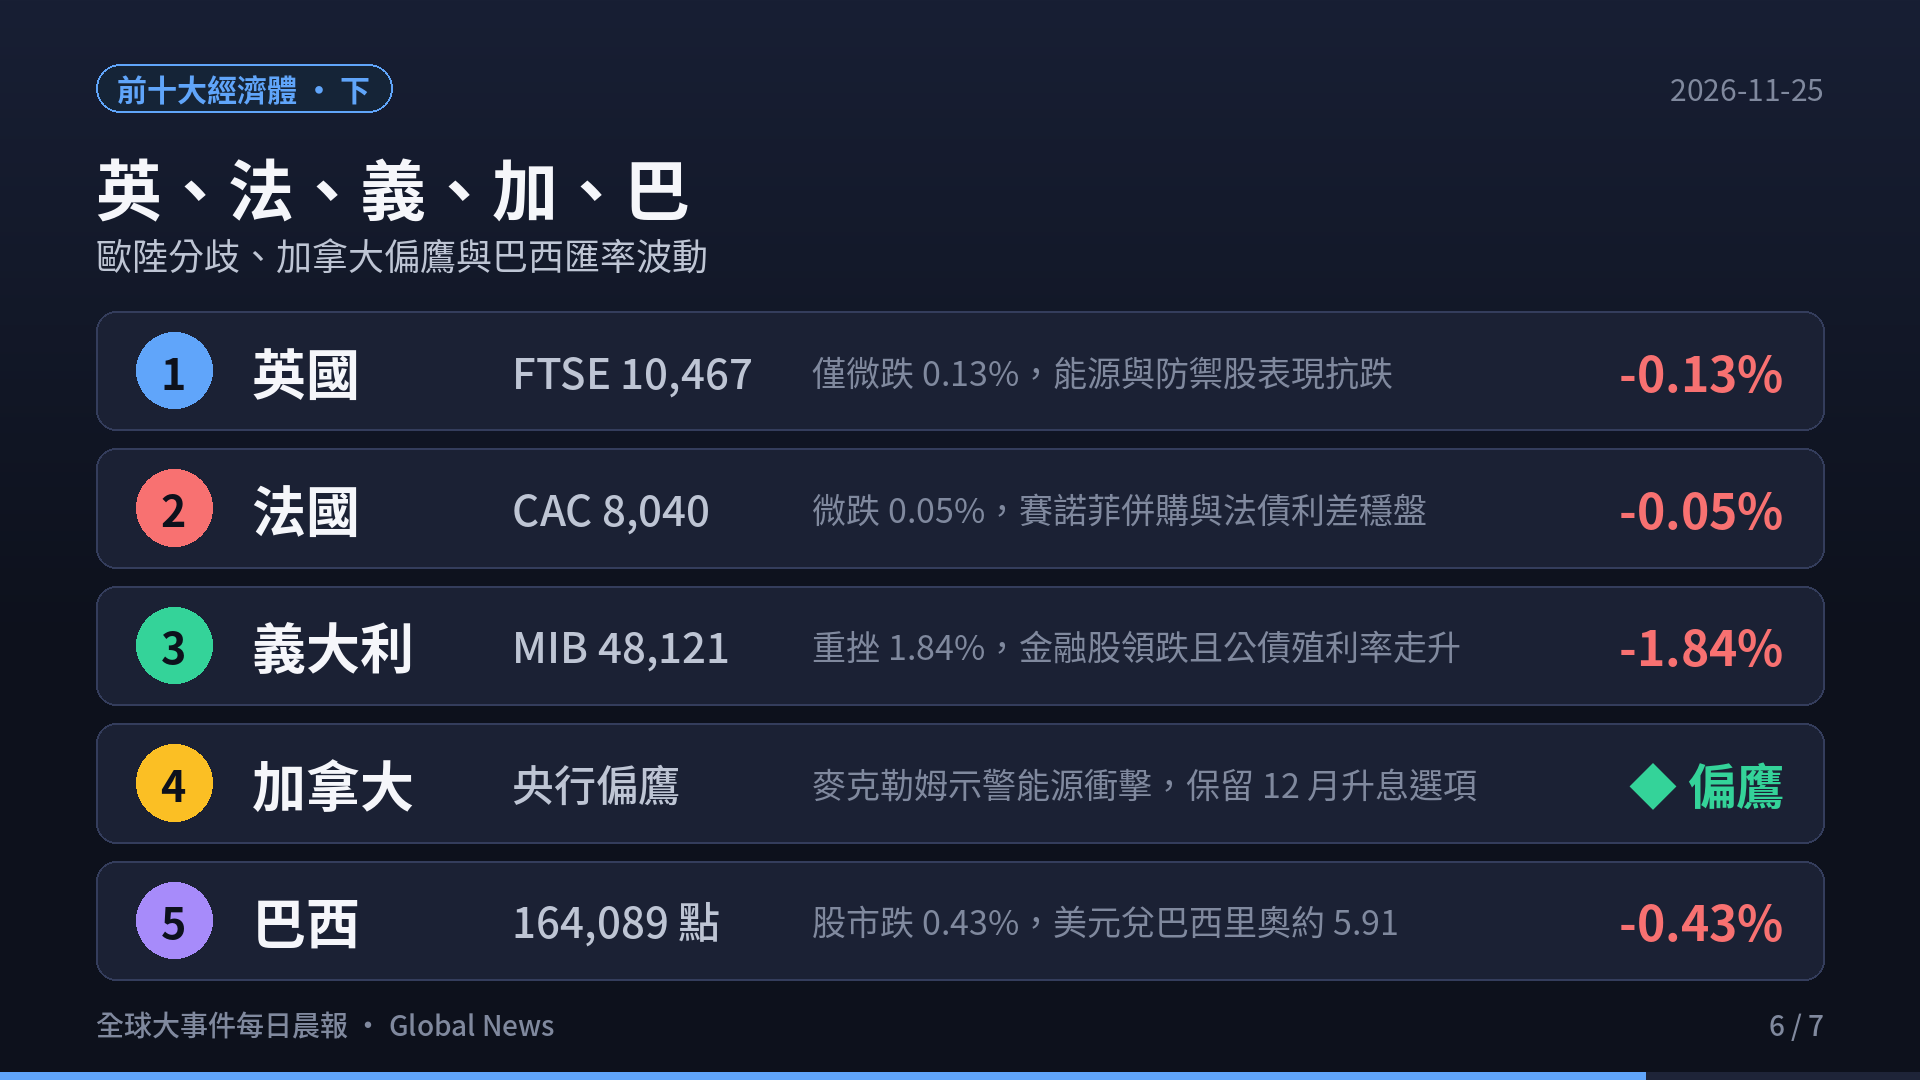 前十大經濟體 · 下
2026-11-25
英、法、義、加、巴
歐陸分歧、加拿大偏鷹與巴西匯率波動
1 英國 FTSE 10,467 僅微跌 0.13%，能源與防禦股表現抗跌 -0.13%
2 法國 CAC 8,040 微跌 0.05%，賽諾菲併購與法債利差穩盤 -0.05%
3 義大利 MIB 48,121 重挫 1.84%，金融股領跌且公債殖利率走升 -1.84%
4 加拿大 央行偏鷹 麥克勒姆示警能源衝擊，保留 12 月升息選項 ◆ 偏鷹
5 巴西 164,089 點 股市跌 0.43%，美元兌巴西里奧約 5.91 -0.43%
全球大事件每日晨報 · Global News
6 / 7